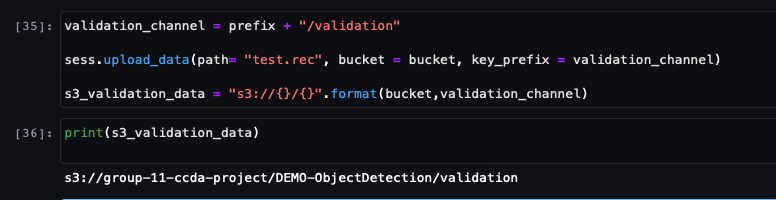 [35]: validation_channel = prefix + "/validation"
sess.upload_data(path= "test.rec", bucket = bucket, key_prefix = validation_channel)
s3_validation_data = "s3://{}/{}".format(bucket,validation_channel)
[36]: print(s3_validation_data)
s3://group-11-ccda-project/DEMO-ObjectDetection/validation